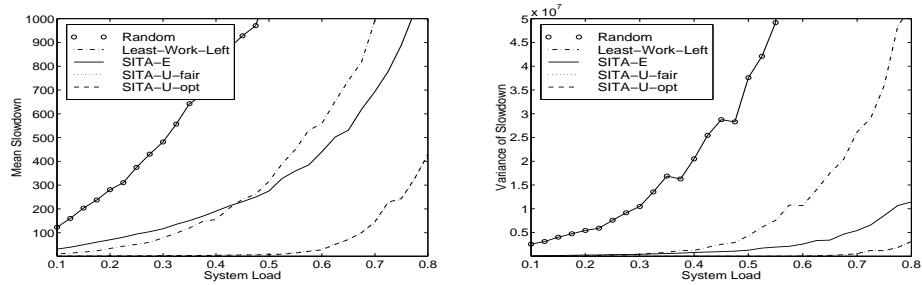 1000
900
800
700
600
500
400
300
200
100
Mean Slowdown
Random
Least-Work-Left
SITA-E
SITA-U-fair
SITA-U-opt
0.1 0.2 0.3 0.4 0.5 0.6 0.7 0.8
System Load
5 x 10^7
4.5
4
3.5
3
2.5
2
1.5
1
0.5
Variance of Slowdown
Random
Least-Work-Left
SITA-E
SITA-U-fair
SITA-U-opt
0.1 0.2 0.3 0.4 0.5 0.6 0.7 0.8
System Load